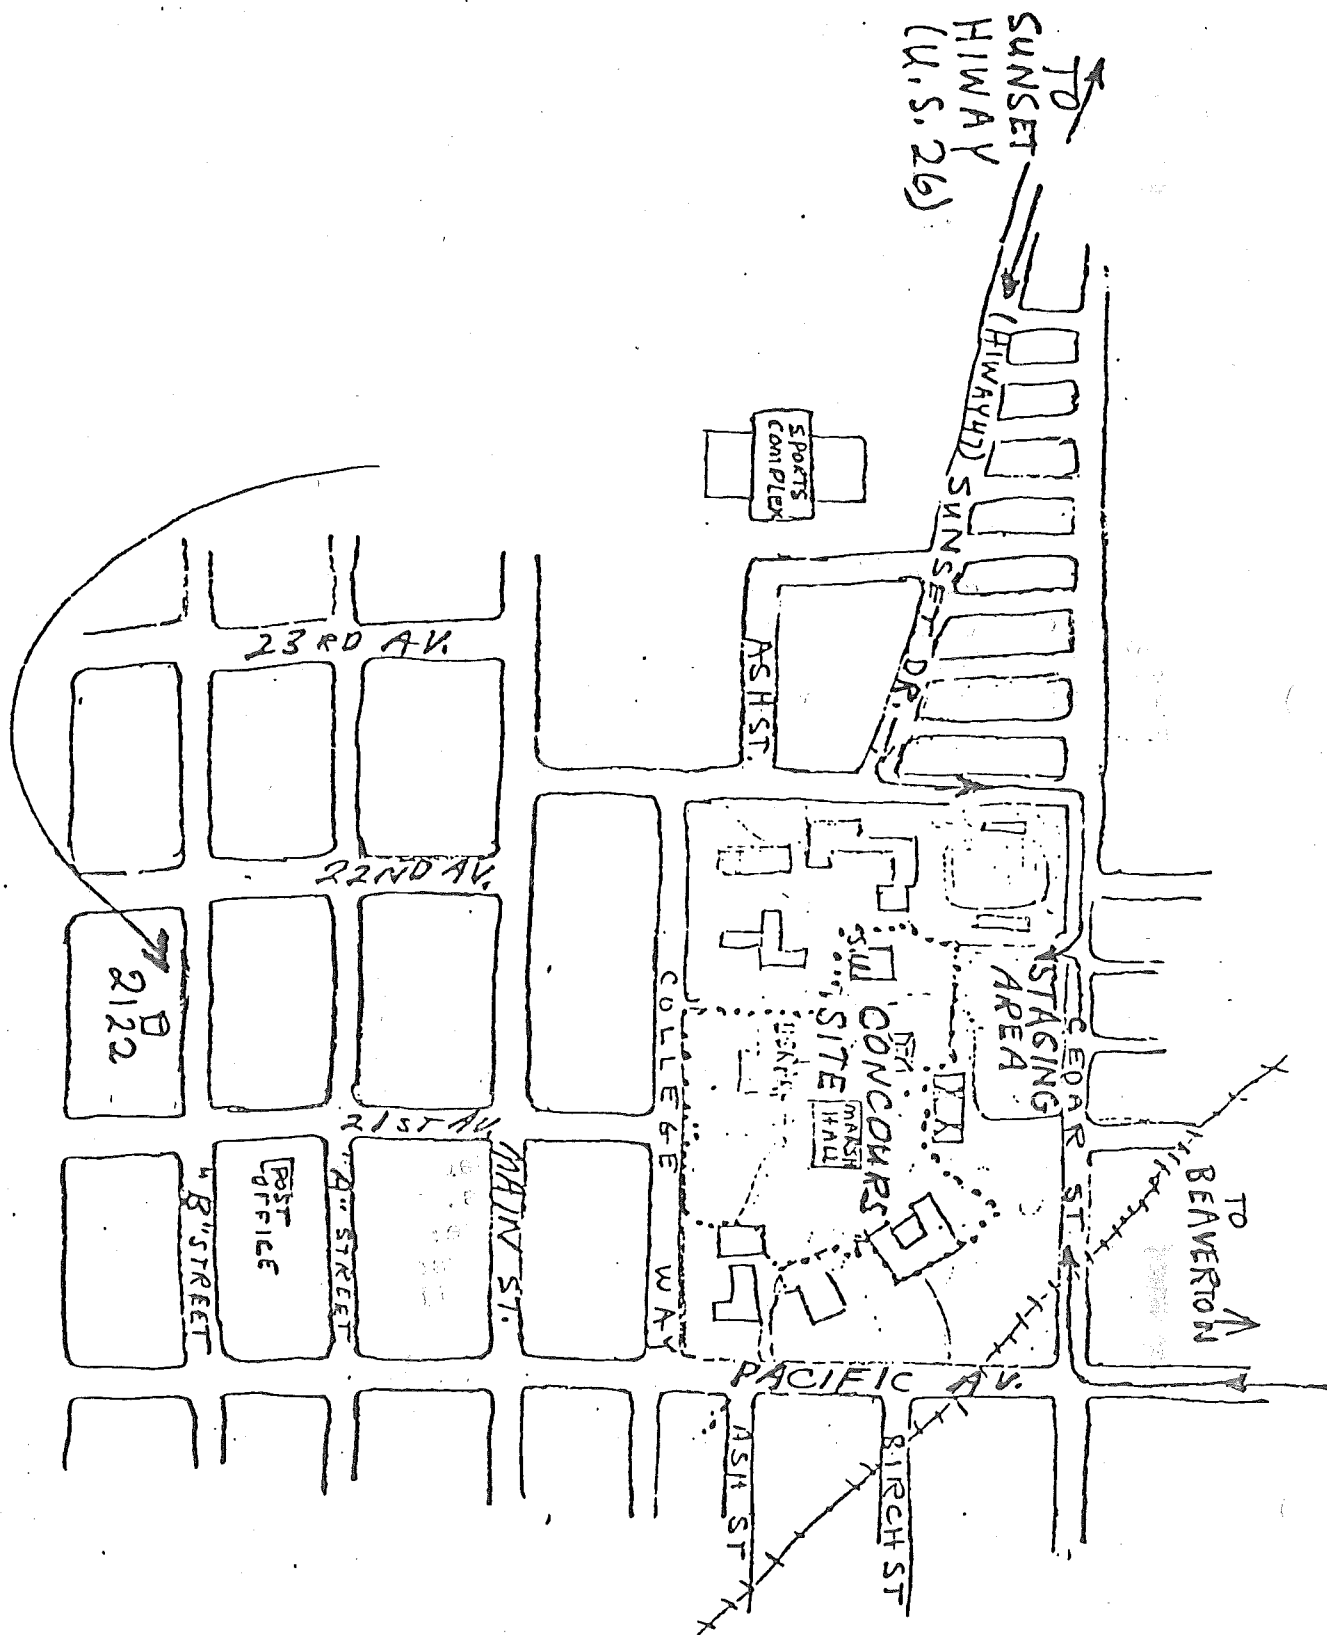 TO
SUNSET
HIWAY
(U.S. 26)
(HIWAY 47) SUNSET DR.
SPORTS
COMPLEX
ASH ST.
23RD AV.
22ND AV.
21ST AV.
2122
COLLEGE WAY
S.U.
CONCOURS
SITE
MARSH
HALL
STAGING
AREA
CEDAR ST.
TO
BEAVERTON
MAIN ST.
"A" STREET
"B" STREET
POST
OFFICE
PACIFIC AV.
ASH ST
BIRCH ST